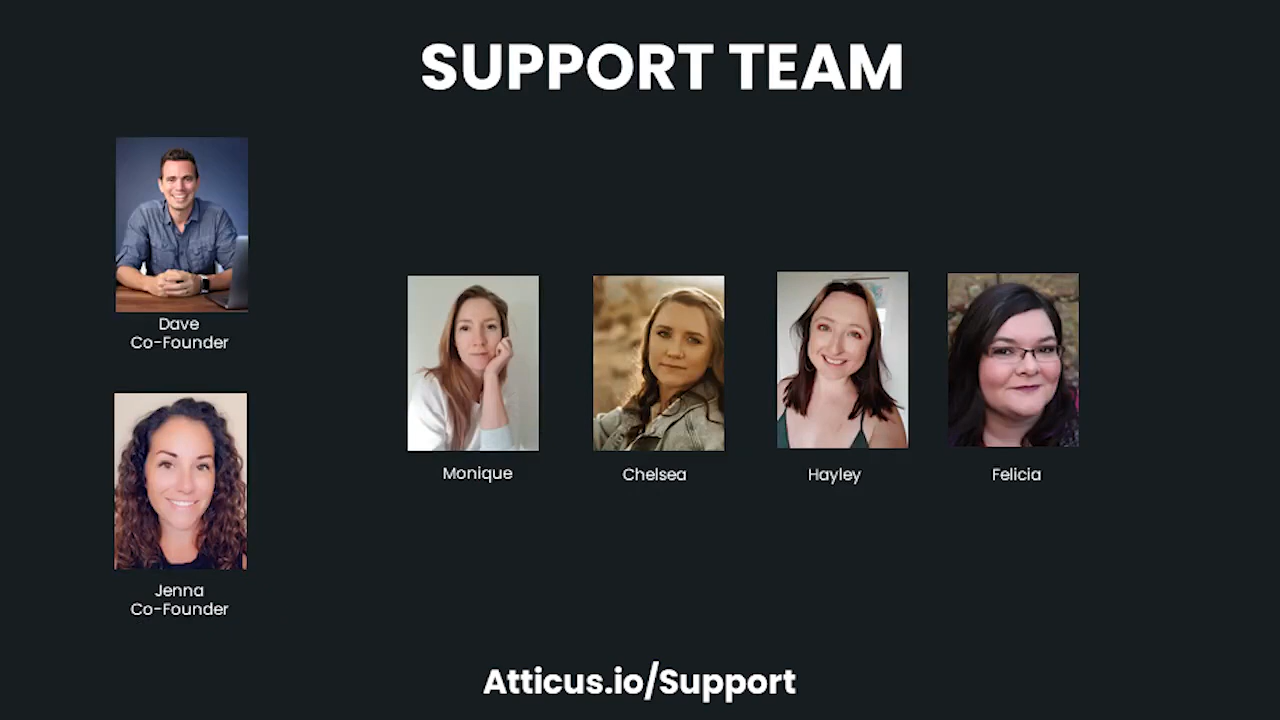 SUPPORT TEAM
Dave
Co-Founder
Monique
Chelsea
Hayley
Felicia
Jenna
Co-Founder
Atticus.io/Support